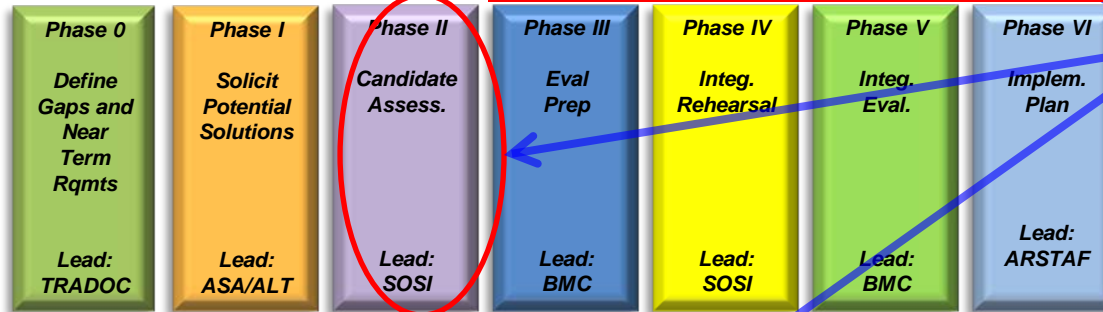 Phase 0
Define
Gaps and
Near
Term
Rqmts
Lead:
TRADOC
Phase I
Solicit
Potential
Solutions
Lead:
ASA/ALT
Phase II
Candidate
Assess.
Lead:
SOSI
Phase III
Eval
Prep
Lead:
BMC
Phase IV
Integ.
Rehearsal
Lead:
SOSI
Phase V
Integ.
Eval.
Lead:
BMC
Phase VI
Implem.
Plan
Lead:
ARSTAF